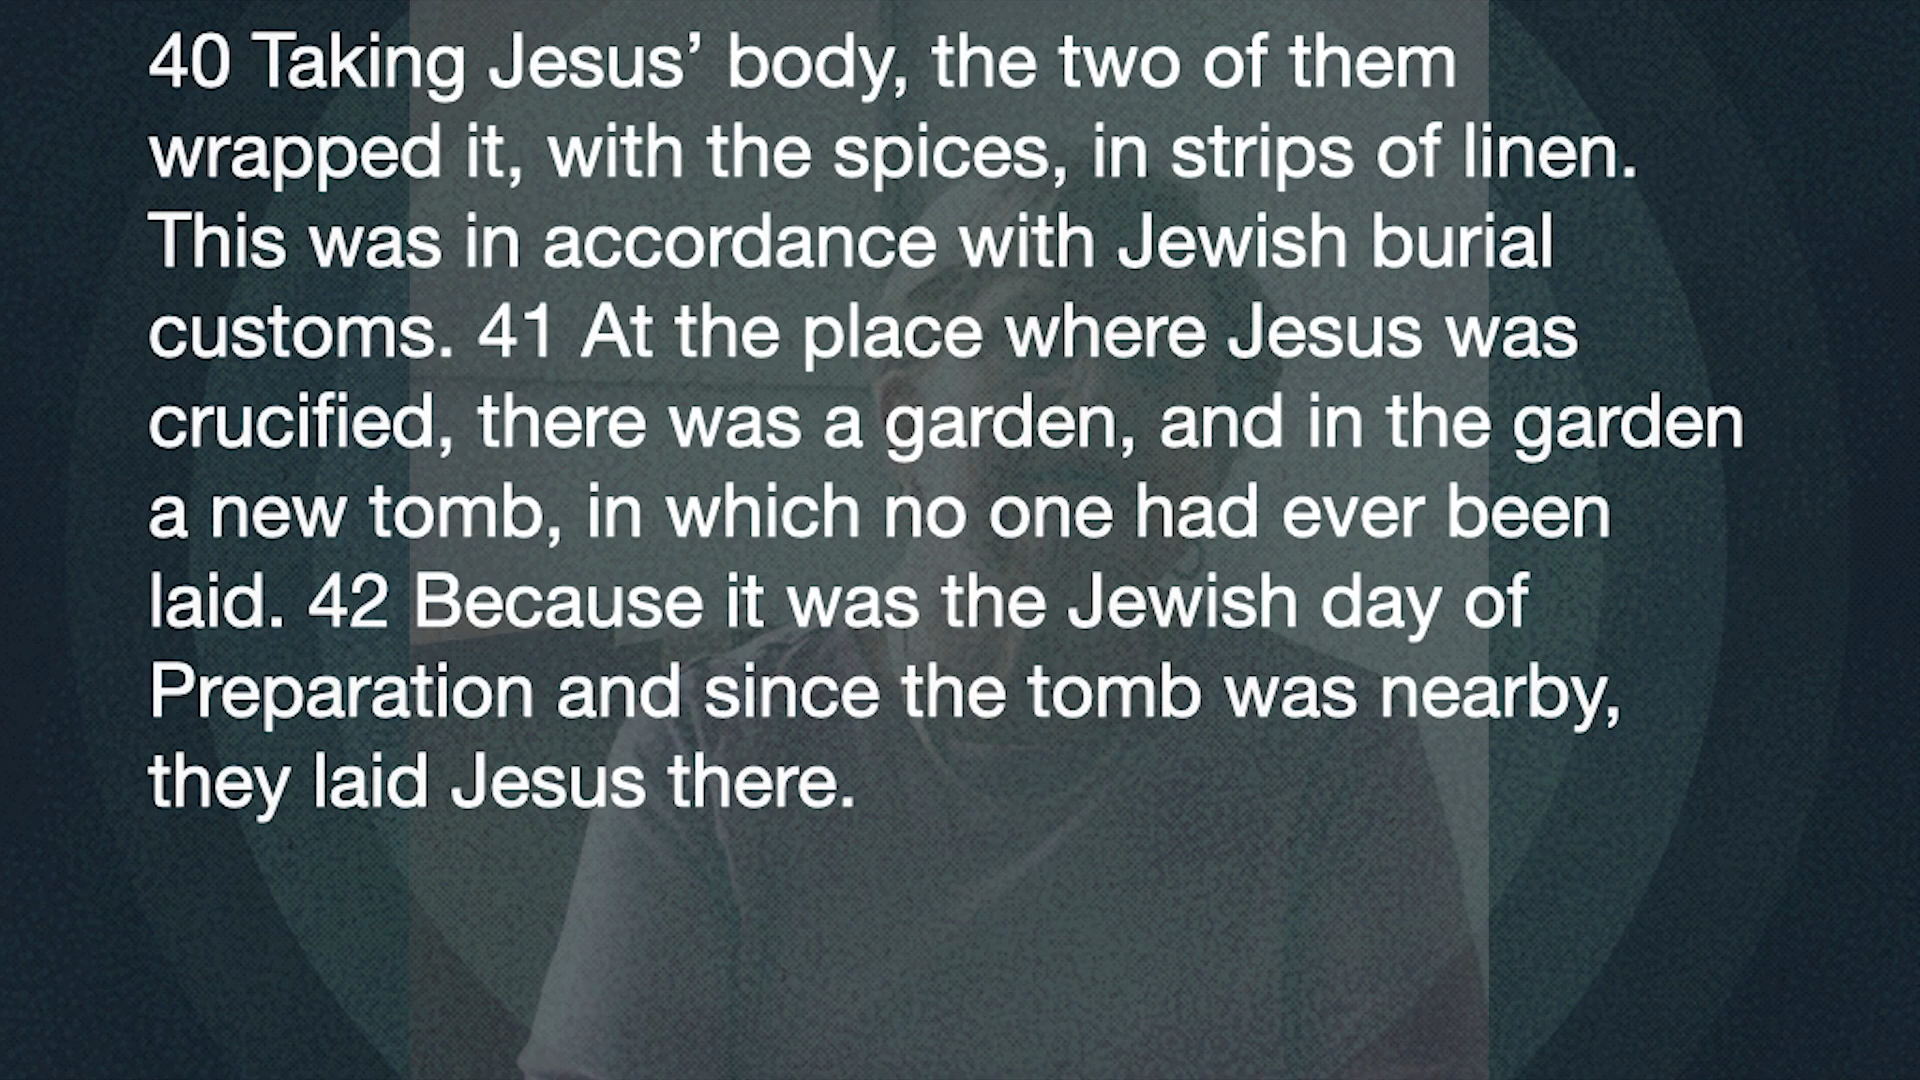 40 Taking Jesus’ body, the two of them
wrapped it, with the spices, in strips of linen.
This was in accordance with Jewish burial
customs. 41 At the place where Jesus was
crucified, there was a garden, and in the garden
a new tomb, in which no one had ever been
laid. 42 Because it was the Jewish day of
Preparation and since the tomb was nearby,
they laid Jesus there.